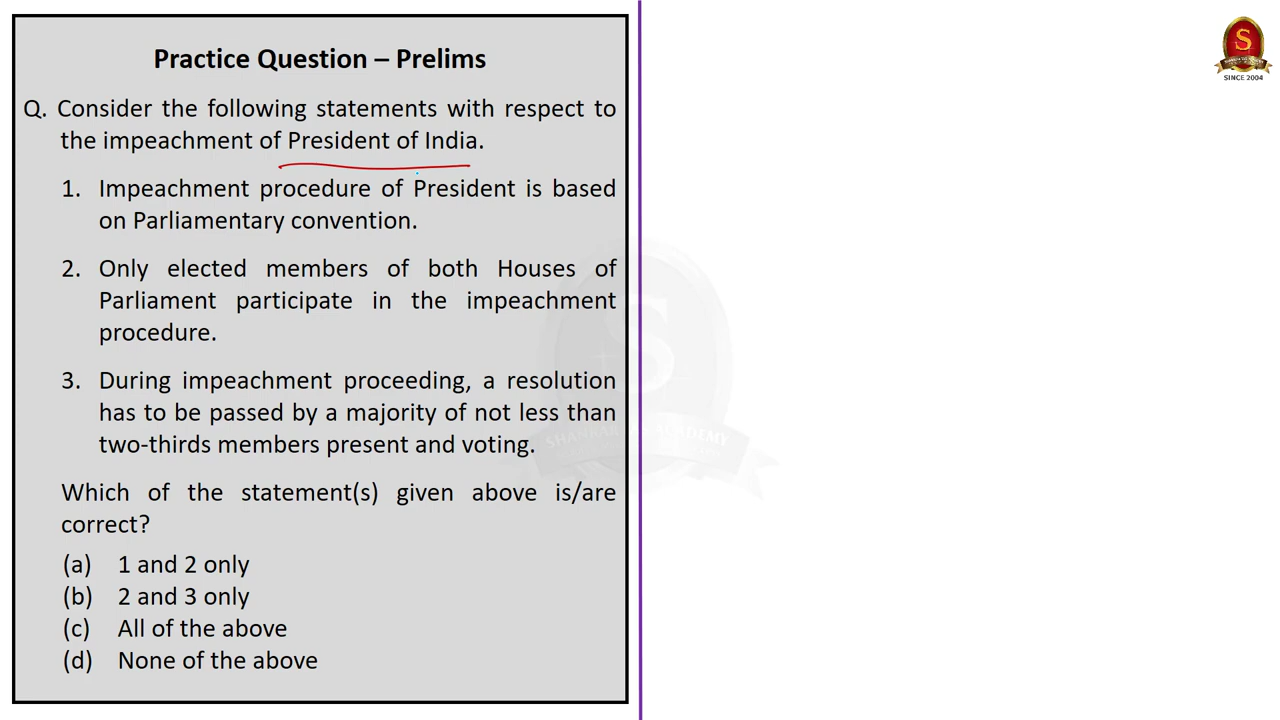 Practice Question – Prelims
S
SINCE 2004
Q. Consider the following statements with respect to
the impeachment of President of India.
1. Impeachment procedure of President is based
on Parliamentary convention.
2. Only elected members of both Houses of
Parliament participate in the impeachment
procedure.
3. During impeachment proceeding, a resolution
has to be passed by a majority of not less than
two-thirds members present and voting.
Which of the statement(s) given above is/are
correct?
(a) 1 and 2 only
(b) 2 and 3 only
(c) All of the above
(d) None of the above